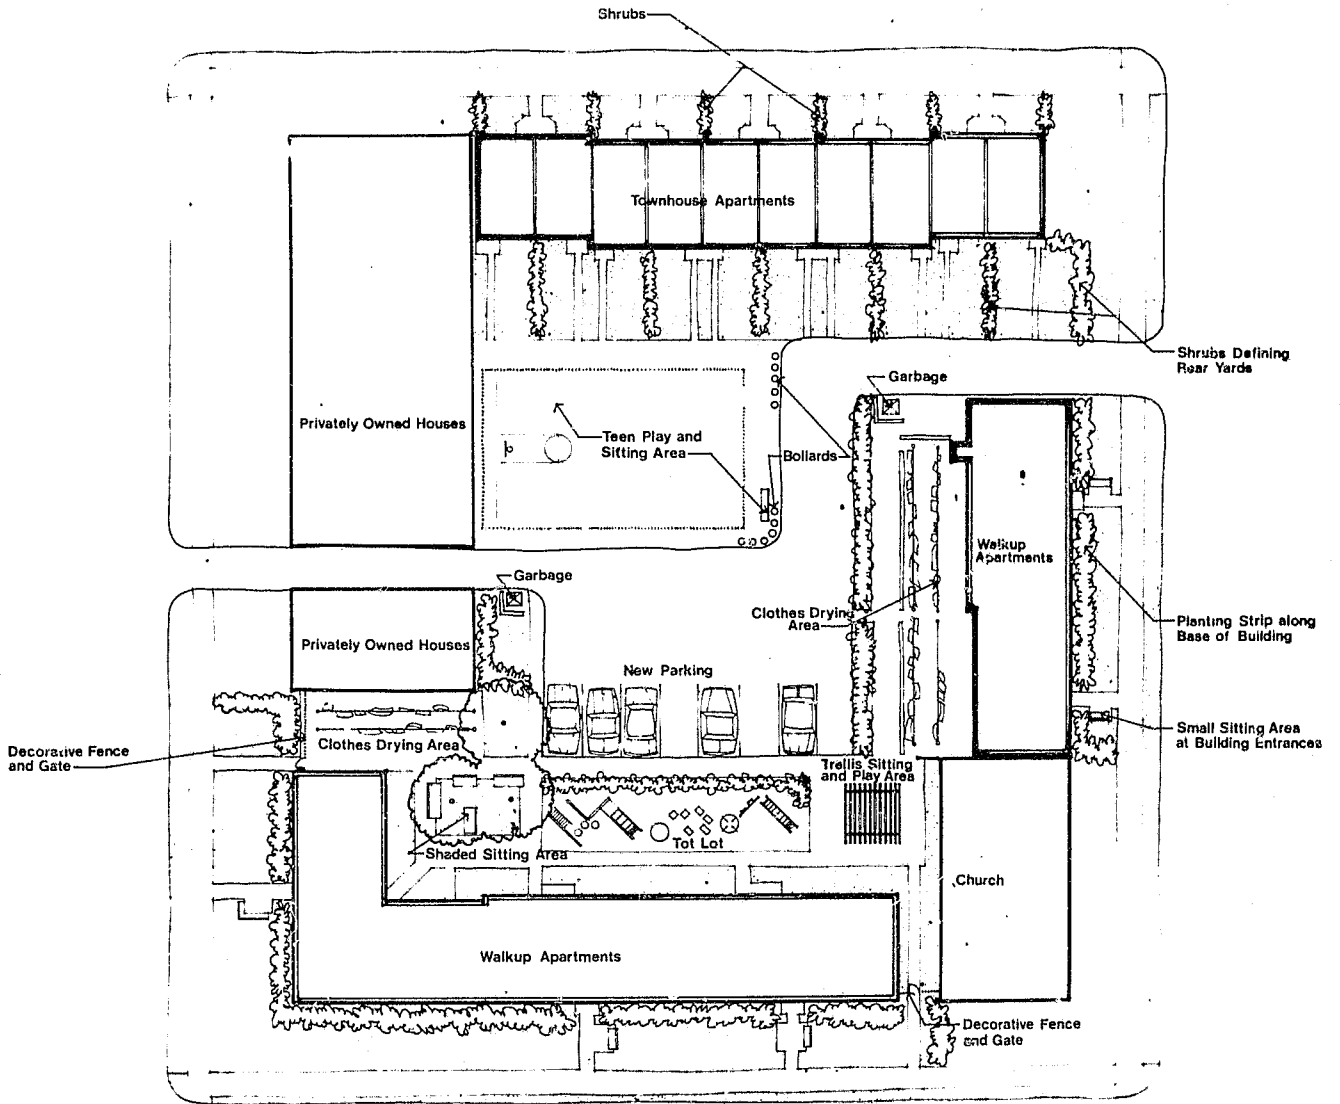 Shrubs
Townhouse Apartments
Shrubs Defining
Rear Yards
Garbage
Privately Owned Houses
Teen Play and
Sitting Area
Bollards
Walkup
Apartments
Garbage
Clothes Drying
Area
Planting Strip along
Base of Building
Privately Owned Houses
New Parking
Small Sitting Area
at Building Entrances
Decorative Fence
and Gate
Clothes Drying Area
Trellis Sitting
and Play Area
Tot Lot
Shaded Sitting Area
Church
Walkup Apartments
Decorative Fence
and Gate